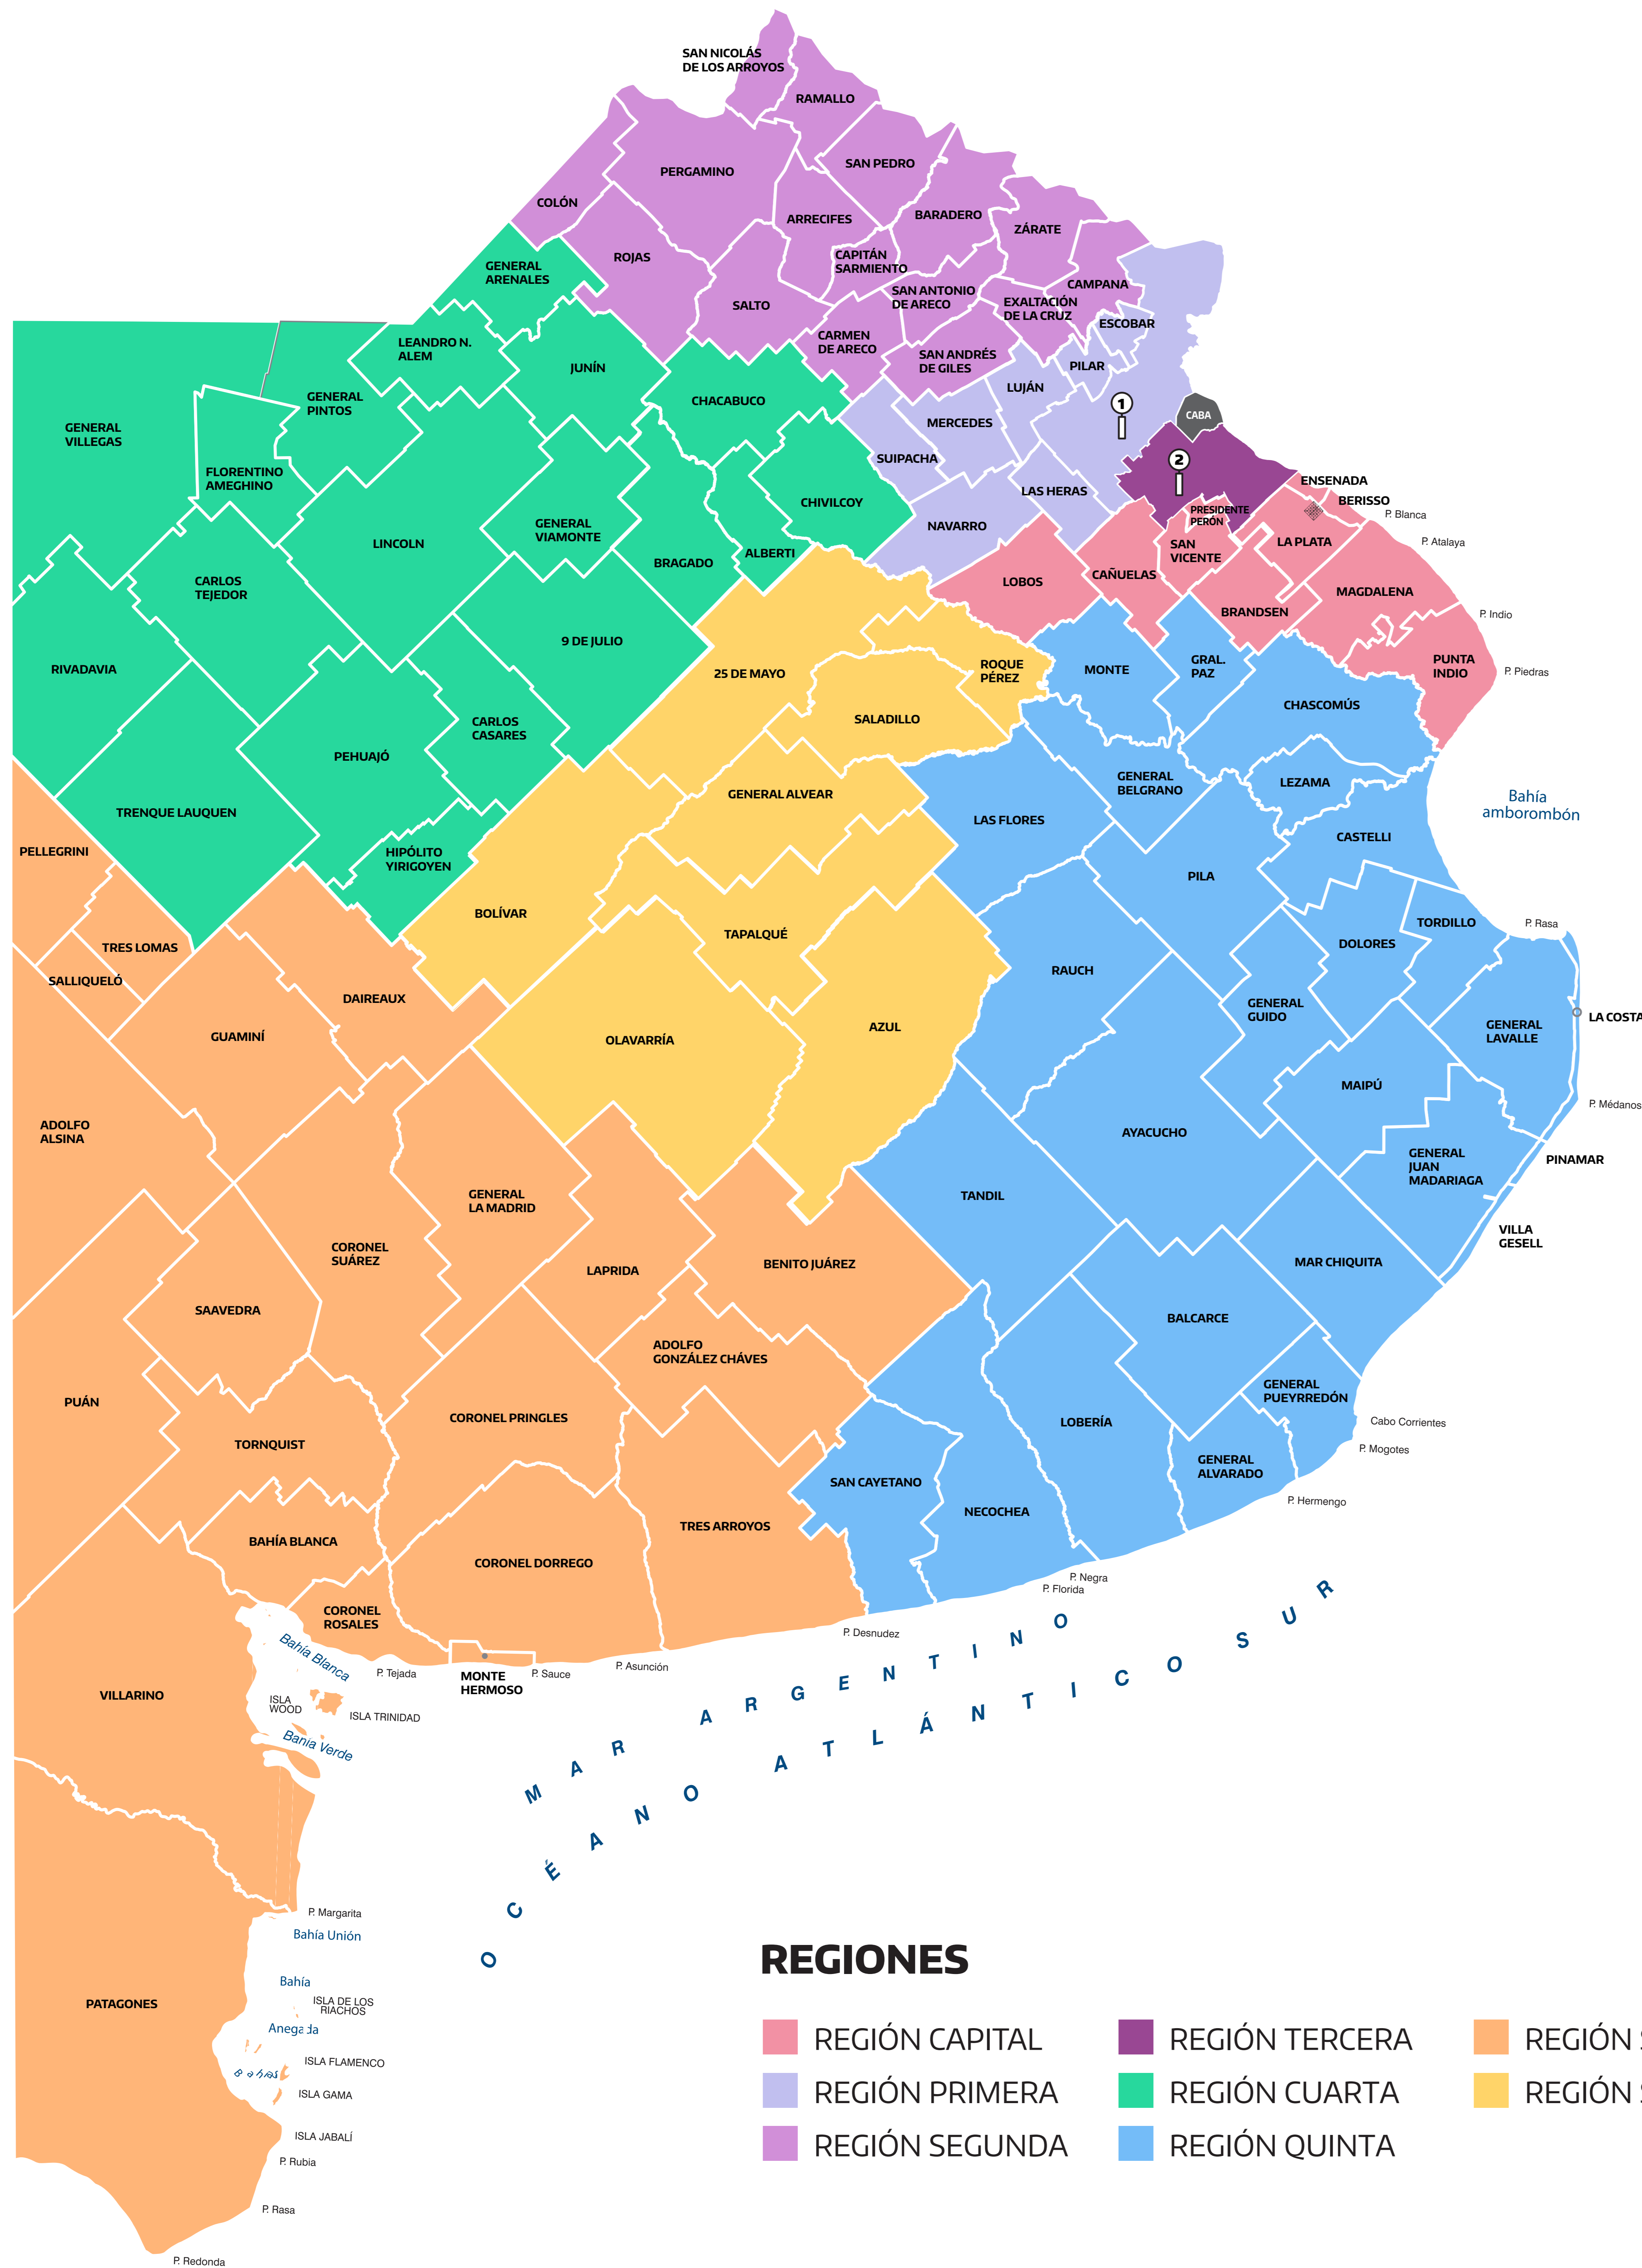 SAN NICOLÁS
DE LOS ARROYOS
RAMALLO
SAN PEDRO
PERGAMINO
COLÓN
ARRECIFES
BARADERO
ZÁRATE
ROJAS
CAPITÁN
SARMIENTO
GENERAL
ARENALES
CAMPANA
SAN ANTONIO
DE ARECO
EXALTACIÓN
DE LA CRUZ
SALTO
ESCOBAR
CARMEN
DE ARECO
LEANDRO N.
ALEM
SAN ANDRÉS
DE GILES
PILAR
JUNÍN
LUJÁN
GENERAL
PINTOS
CHACABUCO
1
CABA
MERCEDES
GENERAL
VILLEGAS
SUIPACHA
2
FLORENTINO
AMEGHINO
ENSENADA
LAS HERAS
BERISSO
CHIVILCOY
PRESIDENTE
PERÓN
P. Blanca
NAVARRO
GENERAL
VIAMONTE
LINCOLN
SAN
VICENTE
LA PLATA
P. Atalaya
ALBERTI
BRAGADO
CARLOS
TEJEDOR
LOBOS
CAÑUELAS
MAGDALENA
BRANDSEN
P. Indio
9 DE JULIO
RIVADAVIA
25 DE MAYO
ROQUE
PÉREZ
MONTE
GRAL.
PAZ
PUNTA
INDIO
P. Piedras
CHASCOMÚS
SALADILLO
CARLOS
CASARES
PEHUAJÓ
GENERAL
BELGRANO
LEZAMA
GENERAL ALVEAR
Bahía
amborombón
TRENQUE LAUQUEN
LAS FLORES
CASTELLI
PELLEGRINI
HIPÓLITO
YIRIGOYEN
PILA
BOLÍVAR
TORDILLO
P. Rasa
TAPALQUÉ
TRES LOMAS
DOLORES
SALLIQUELÓ
RAUCH
DAIREAUX
GENERAL
GUIDO
LA COSTA
AZUL
GUAMINÍ
OLAVARRÍA
GENERAL
LAVALLE
MAIPÚ
P. Médanos
ADOLFO
ALSINA
AYACUCHO
GENERAL
JUAN
MADARIAGA
PINAMAR
GENERAL
LA MADRID
TANDIL
VILLA
GESELL
CORONEL
SUÁREZ
LAPRIDA
BENITO JUÁREZ
MAR CHIQUITA
SAAVEDRA
BALCARCE
ADOLFO
GONZÁLEZ CHÁVES
GENERAL
PUEYRREDÓN
PUÁN
CORONEL PRINGLES
LOBERÍA
Cabo Corrientes
TORNQUIST
P. Mogotes
GENERAL
ALVARADO
SAN CAYETANO
P. Hermengo
NECOCHEA
TRES ARROYOS
BAHÍA BLANCA
CORONEL DORREGO
P. Negra
P. Florida
CORONEL
ROSALES
P. Desnudez
Bahía Blanca
P. Tejada
MONTE
HERMOSO
P. Sauce
P. Asunción
VILLARINO
ISLA
WOOD
ISLA TRINIDAD
Bahía Verde
MAR ARGENTINO
OCÉANO ATLÁNTICO SUR
P. Margarita
Bahía Unión
Bahía
Anegada
PATAGONES
ISLA DE LOS
RIACHOS
ISLA FLAMENCO
ISLA GAMA
ISLA JABALÍ
P. Rubia
P. Rasa
P. Redonda
REGIONES
REGIÓN CAPITAL
REGIÓN TERCERA
REGIÓN S
REGIÓN PRIMERA
REGIÓN CUARTA
REGIÓN S
REGIÓN SEGUNDA
REGIÓN QUINTA